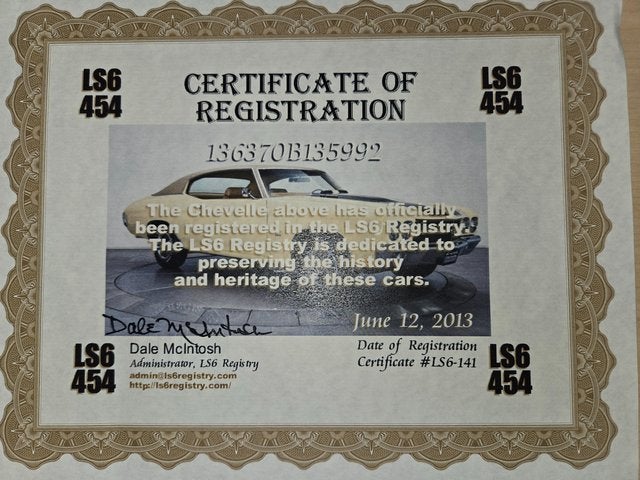 LS6
454
CERTIFICATE OF
REGISTRATION
LS6
454
136370B135992
The Chevelle above has officially
been registered in the LS6 Registry.
The LS6 Registry is dedicated to
preserving the history
and heritage of these cars.
Dale McIntosh
June 12, 2013
LS6
454
Dale McIntosh
Administrator, LS6 Registry
admin@ls6registry.com
http://ls6registry.com/
Date of Registration
Certificate #LS6-141
LS6
454